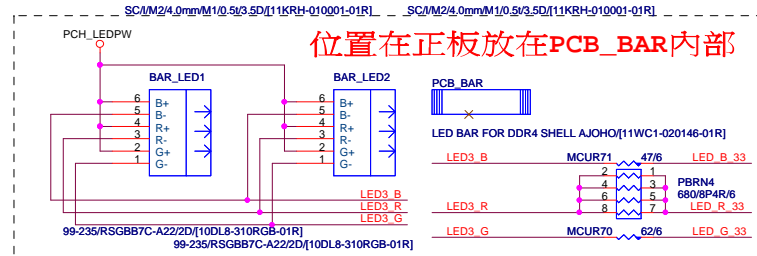 SC/I/M2/4.0mm/M1/0.5t/3.5D/[11KRH-010001-01R] SC/I/M2/4.0mm/M1/0.5t/3.5D/[11KRH-010001-01R]
PCH_LEDPW
位置在正板放在PCB_BAR內部
BAR_LED1 BAR_LED2 PCB_BAR
6 B+ 6 B+
5 B- 5 B-
4 R+ 4 R+
3 R- 3 R-
2 G+ 2 G+
1 G- 1 G-
LED BAR FOR DDR4 SHELL AJOHO/[11WC1-020146-01R]
LED3_B MCUR71 47/6 LED_B_33
2 1
4 3
6 5
8 7
PBRN4
680/8P4R/6
LED3_R LED_R_33
LED3_B
LED3_R
LED3_G
LED3_G MCUR70 62/6 LED_G_33
99-235/RSGBB7C-A22/2D/[10DL8-310RGB-01R]
99-235/RSGBB7C-A22/2D/[10DL8-310RGB-01R]